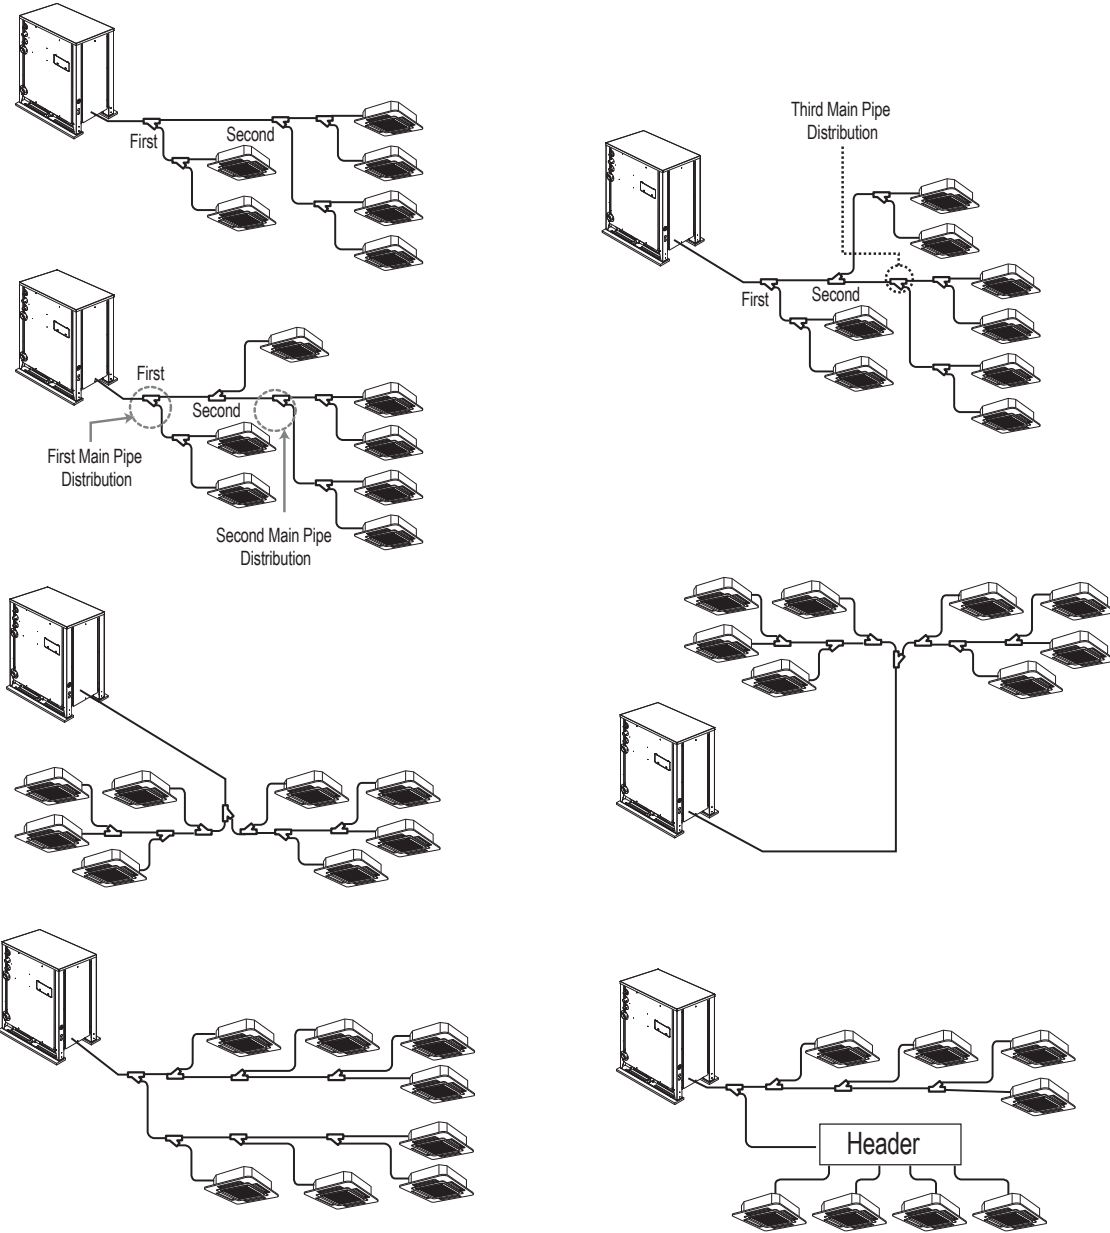 First
Second
Third Main Pipe
Distribution
First
Second
First
Second
First Main Pipe
Distribution
Second Main Pipe
Distribution
Header